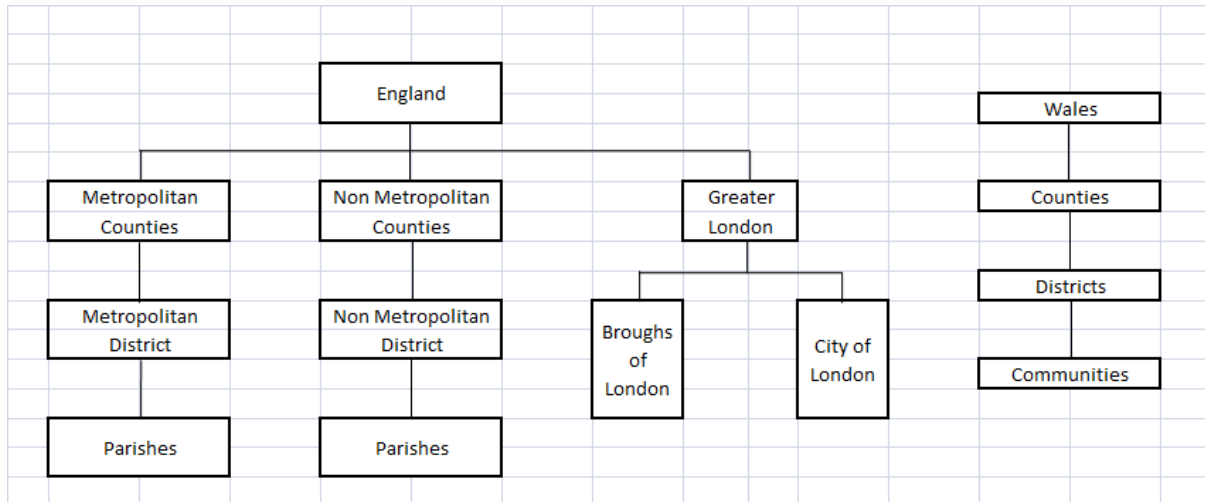 England
Wales
Metropolitan
Counties
Non Metropolitan
Counties
Greater
London
Counties
Metropolitan
District
Non Metropolitan
District
Broughs
of
London
City of
London
Districts
Communities
Parishes
Parishes